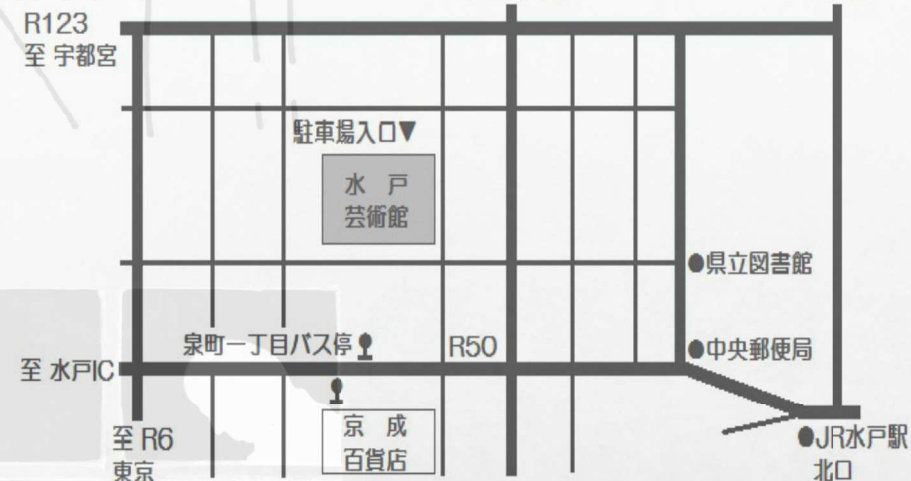 R123
至 宇都宮
駐車場入口▼
水 戸
芸術館
●県立図書館
泉町一丁目バス停
R50
●中央郵便局
至 水戸IC
京 成
百貨店
至 R6
東京
●JR水戸駅
北口